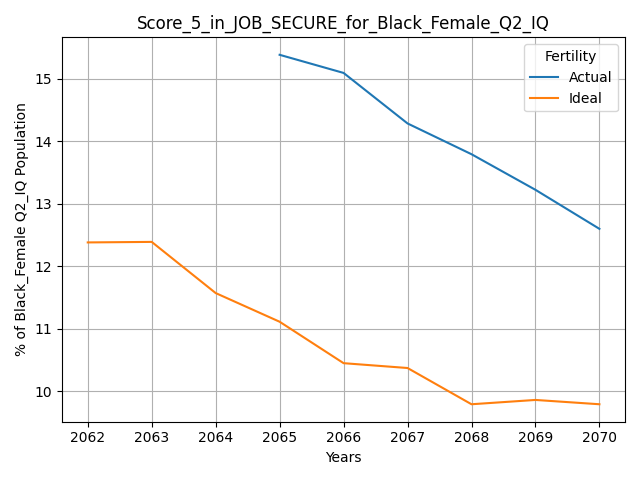 Score_5_in_JOB_SECURE_for_Black_Female_Q2_IQ
Fertility
Actual
Ideal
% of Black_Female Q2_IQ Population
15
14
13
12
11
10
2062 2063 2064 2065 2066 2067 2068 2069 2070
Years